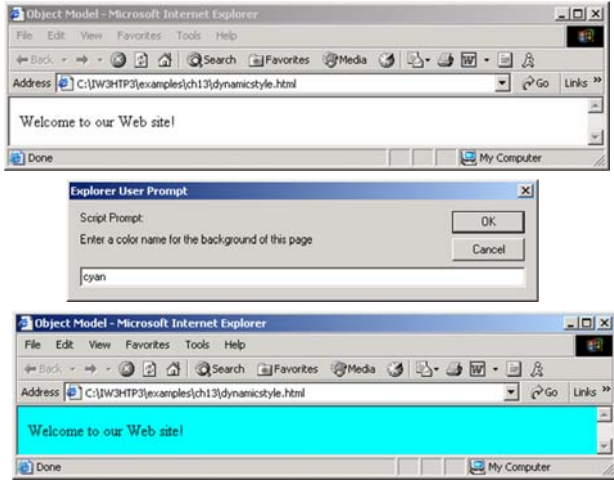 Object Model - Microsoft Internet Explorer
File Edit View Favorites Tools Help
Back Search Favorites Media
Address C:\IW3HTP3\examples\ch13\dynamicstyle.html Go Links »
Welcome to our Web site!
Done My Computer
Explorer User Prompt
Script Prompt: OK
Enter a color name for the background of this page
Cancel
cyan
Object Model - Microsoft Internet Explorer
File Edit View Favorites Tools Help
Back Search Favorites Media
Address C:\IW3HTP3\examples\ch13\dynamicstyle.html Go Links »
Welcome to our Web site!
Done My Computer